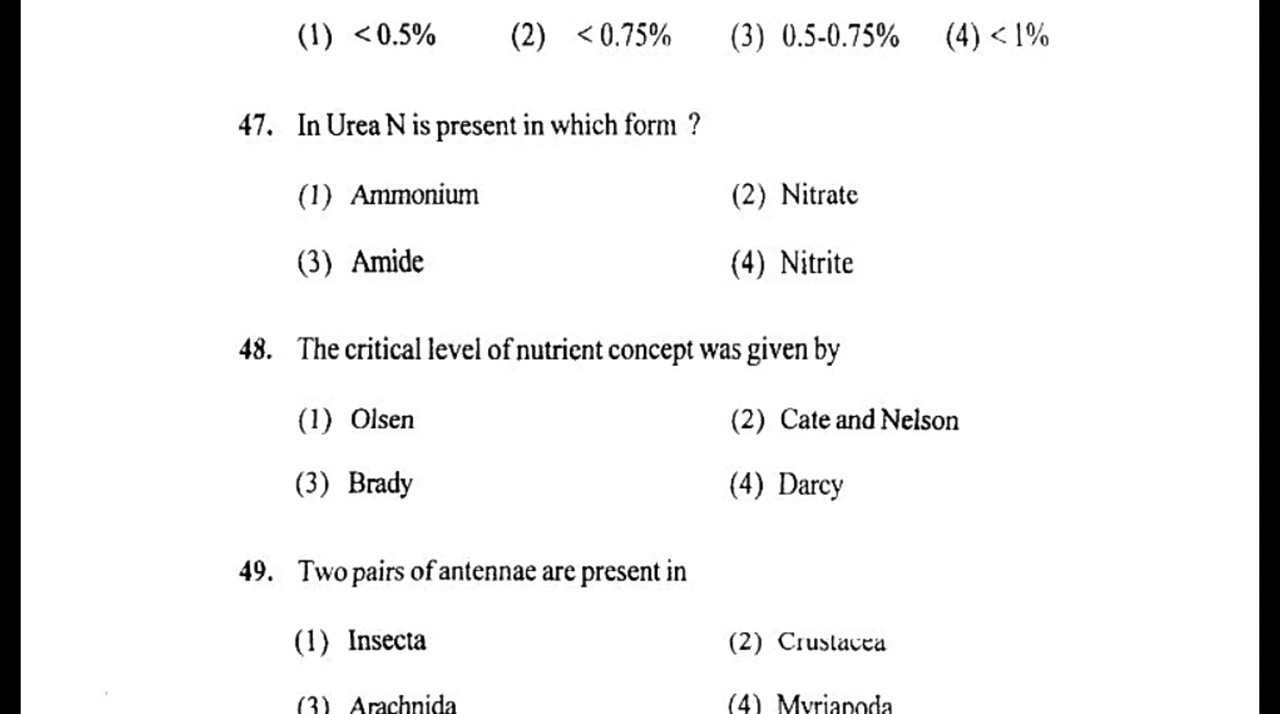 (1) <0.5% (2) <0.75% (3) 0.5-0.75% (4) <1%
47. In Urea N is present in which form ?
(1) Ammonium (2) Nitrate
(3) Amide (4) Nitrite
48. The critical level of nutrient concept was given by
(1) Olsen (2) Cate and Nelson
(3) Brady (4) Darcy
49. Two pairs of antennae are present in
(1) Insecta (2) Crustacea
(3) Arachnida (4) Myriapoda